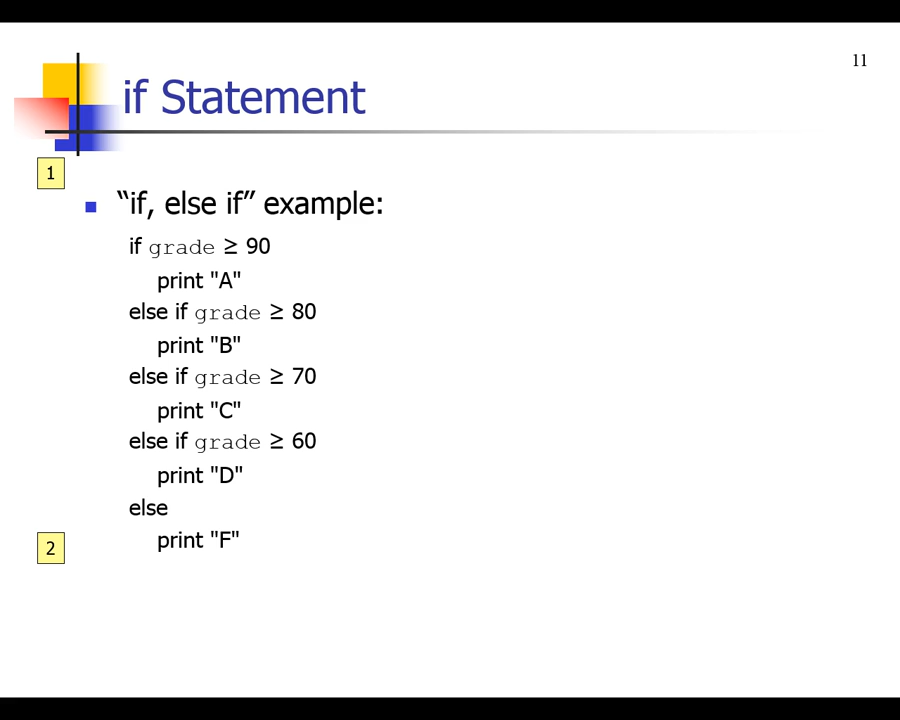 11
if Statement
1
“if, else if” example:
if grade ≥ 90
print "A"
else if grade ≥ 80
print "B"
else if grade ≥ 70
print "C"
else if grade ≥ 60
print "D"
else
print "F"
2